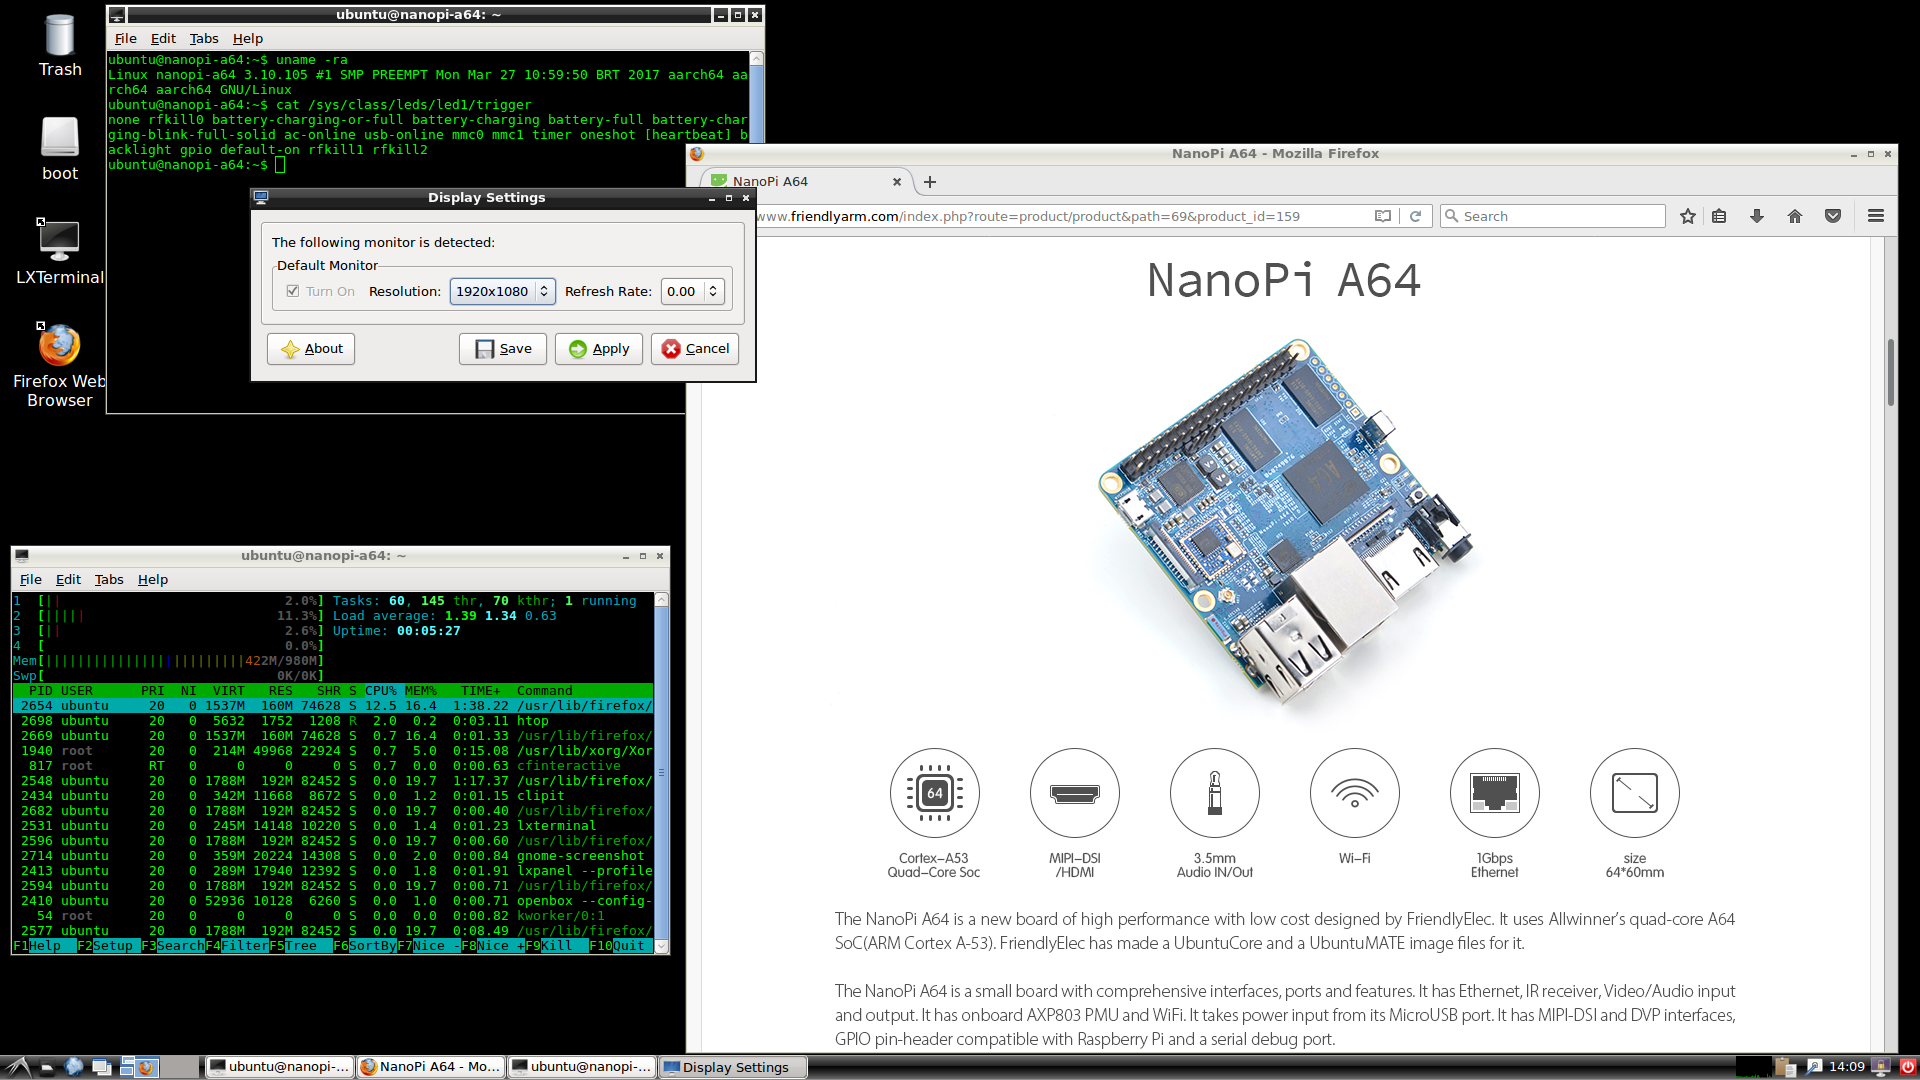 Trash
boot
LXTerminal
Firefox Web
Browser
ubuntu@nanopi-a64: ~
File Edit Tabs Help
ubuntu@nanopi-a64:~$ uname -ra
Linux nanopi-a64 3.10.105 #1 SMP PREEMPT Mon Mar 27 10:59:50 BRT 2017 aarch64 aa
rch64 aarch64 GNU/Linux
ubuntu@nanopi-a64:~$ cat /sys/class/leds/led1/trigger
none rfkill0 battery-charging-or-full battery-charging battery-full battery-char
ging-blink-full-solid ac-online usb-online mmc0 mmc1 timer oneshot [heartbeat] b
acklight gpio default-on rfkill1 rfkill2
ubuntu@nanopi-a64:~$
Display Settings
The following monitor is detected:
Default Monitor
Turn On Resolution: 1920x1080 Refresh Rate: 0.00
About Save Apply Cancel
NanoPi A64 - Mozilla Firefox
NanoPi A64
www.friendlyarm.com/index.php?route=product/product&path=69&product_id=159
Search
NanoPi A64
64
Cortex-A53
Quad-Core Soc
MIPI-DSI
/HDMI
3.5mm
Audio IN/Out
Wi-Fi
1Gbps
Ethernet
size
64*60mm
The NanoPi A64 is a new board of high performance with low cost designed by FriendlyElec. It uses Allwinner's quad-core A64
SoC(ARM Cortex A-53). FriendlyElec has made a UbuntuCore and a UbuntuMATE image files for it.
The NanoPi A64 is a small board with comprehensive interfaces, ports and features. It has Ethernet, IR receiver, Video/Audio input
and output. It has onboard AXP803 PMU and WiFi. It takes power input from its MicroUSB port. It has MIPI-DSI and DVP interfaces,
GPIO pin-header compatible with Raspberry Pi and a serial debug port.
ubuntu@nanopi-a64: ~
File Edit Tabs Help
1 [|| 2.0%] Tasks: 60, 145 thr, 70 kthr; 1 running
2 [||||| 11.3%] Load average: 1.39 1.34 0.63
3 [|| 2.6%] Uptime: 00:05:27
4 [ 0.0%]
Mem[|||||||||||||||||||||||||422M/980M]
Swp[ 0K/0K]
PID USER PRI NI VIRT RES SHR S CPU% MEM% TIME+ Command
2654 ubuntu 20 0 1537M 160M 74628 S 12.5 16.4 1:38.22 /usr/lib/firefox/
2698 ubuntu 20 0 5632 1752 1208 R 2.0 0.2 0:03.11 htop
2669 ubuntu 20 0 1537M 160M 74628 S 0.7 16.4 0:01.33 /usr/lib/firefox/
1940 root 20 0 214M 49968 22924 S 0.7 5.0 0:15.08 /usr/lib/xorg/Xor
817 root RT 0 0 0 0 S 0.7 0.0 0:00.63 cfinteractive
2548 ubuntu 20 0 1788M 192M 82452 S 0.0 19.7 1:17.37 /usr/lib/firefox/
2434 ubuntu 20 0 342M 11668 8672 S 0.0 1.2 0:01.15 clipit
2682 ubuntu 20 0 1788M 192M 82452 S 0.0 19.7 0:00.40 /usr/lib/firefox/
2531 ubuntu 20 0 245M 14148 10220 S 0.0 1.4 0:01.23 lxterminal
2596 ubuntu 20 0 1788M 192M 82452 S 0.0 19.7 0:00.60 /usr/lib/firefox/
2714 ubuntu 20 0 359M 20224 14308 S 0.0 2.0 0:00.84 gnome-screenshot
2413 ubuntu 20 0 289M 17940 12392 S 0.0 1.8 0:01.91 lxpanel --profile
2594 ubuntu 20 0 1788M 192M 82452 S 0.0 19.7 0:00.71 /usr/lib/firefox/
2410 ubuntu 20 0 52936 10128 6260 S 0.0 1.0 0:00.71 openbox --config-
54 root 20 0 0 0 0 S 0.0 0.0 0:00.82 kworker/0:1
2577 ubuntu 20 0 1788M 192M 82452 S 0.0 19.7 0:08.49 /usr/lib/firefox/
F1Help F2Setup F3SearchF4FilterF5Tree F6SortByF7Nice -F8Nice +F9Kill F10Quit
ubuntu@nanopi-... NanoPi A64 - Mo... ubuntu@nanopi-... Display Settings 14:09